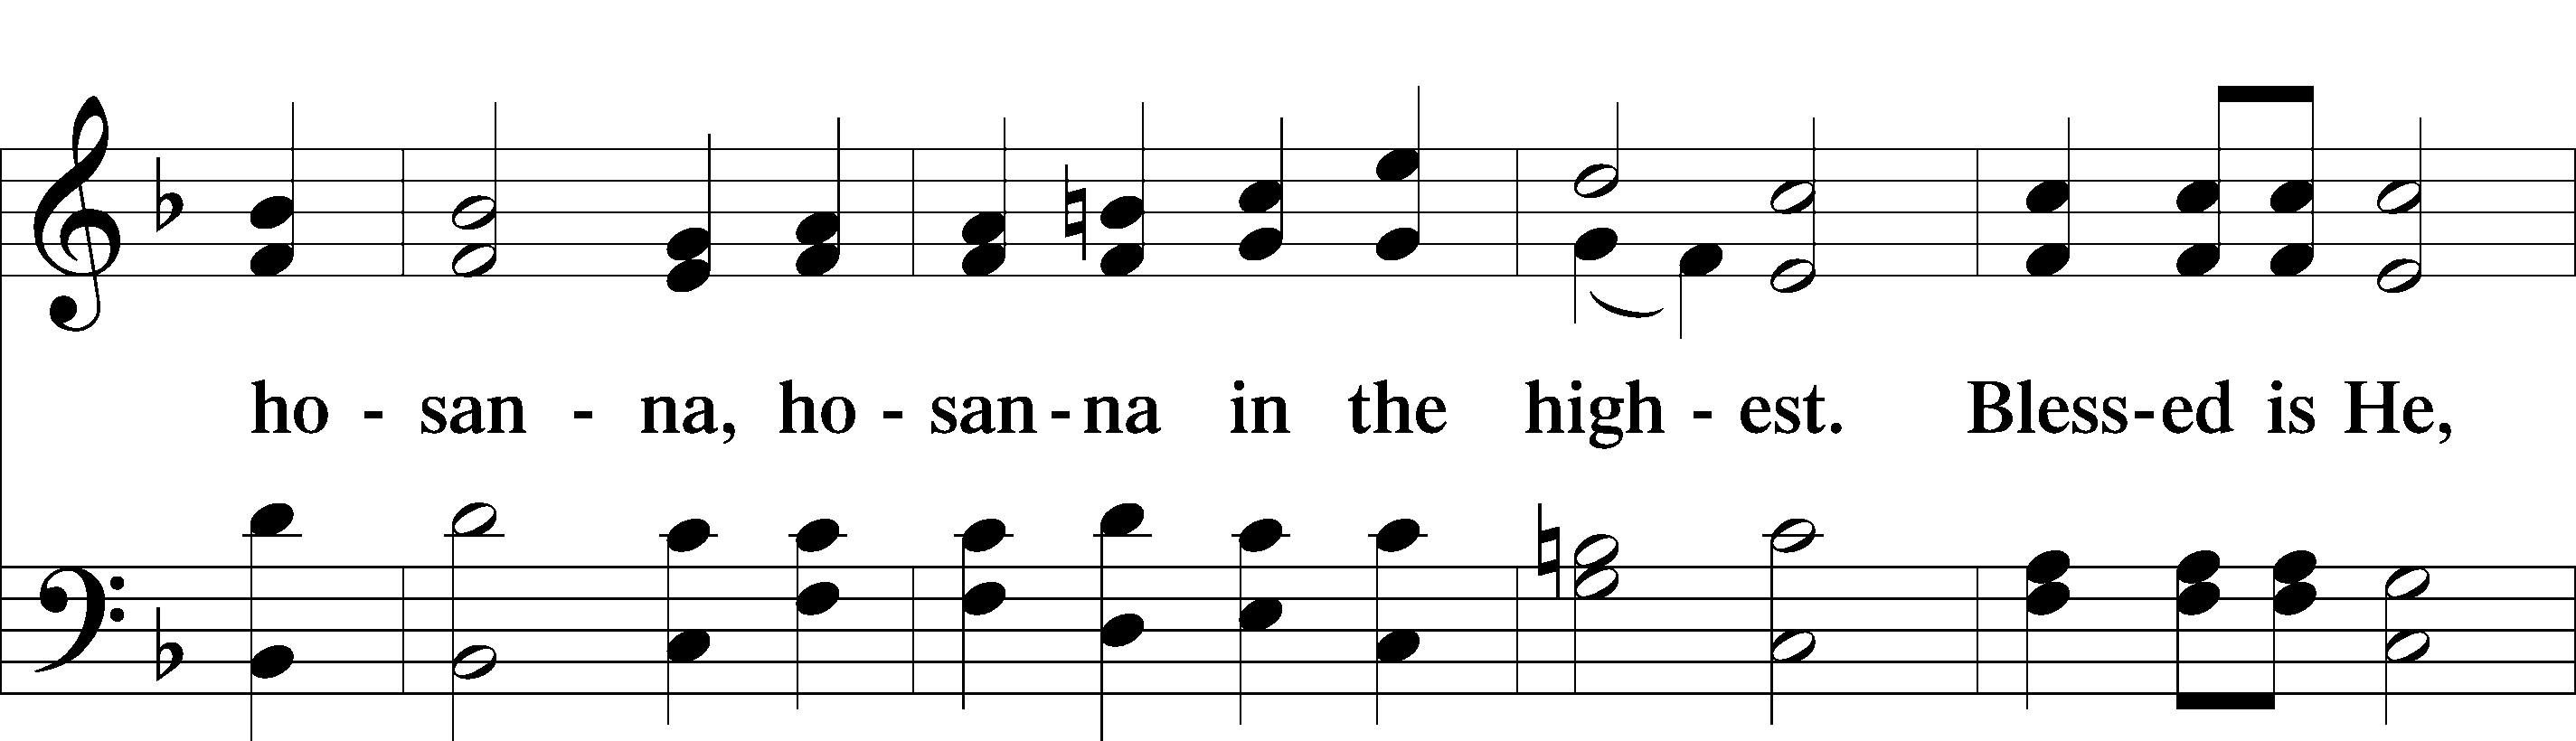 ho - san - na, ho - san - na in the high - est. Bless - ed is He,